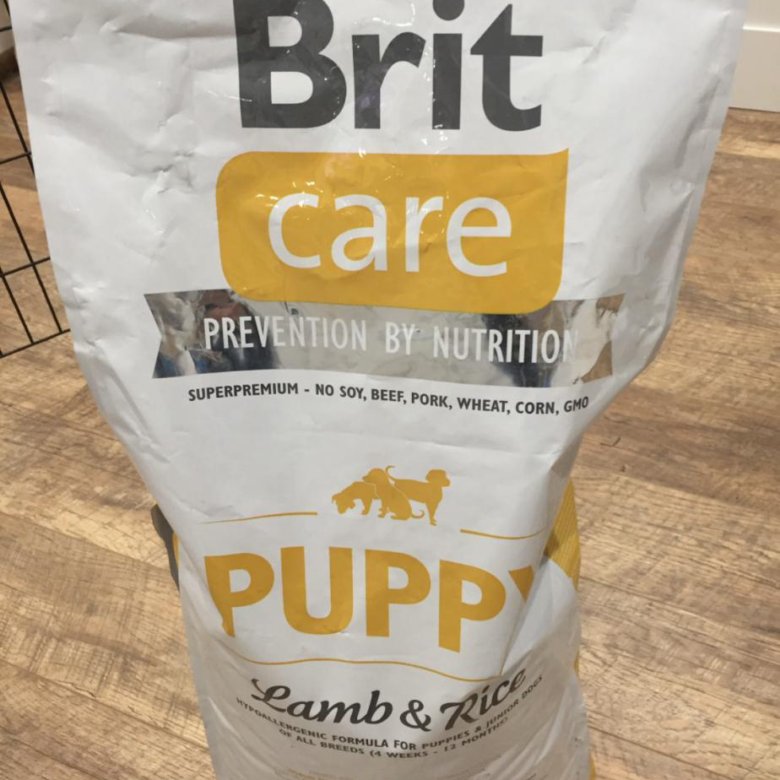 Brit
care
PREVENTION BY NUTRITION
SUPERPREMIUM - NO SOY, BEEF, PORK, WHEAT, CORN, GMO
PUPPY
Lamb & Rice
HYPOALLERGENIC FORMULA FOR PUPPIES & JUNIOR DOGS
OF ALL BREEDS (4 WEEKS - 12 MONTHS)